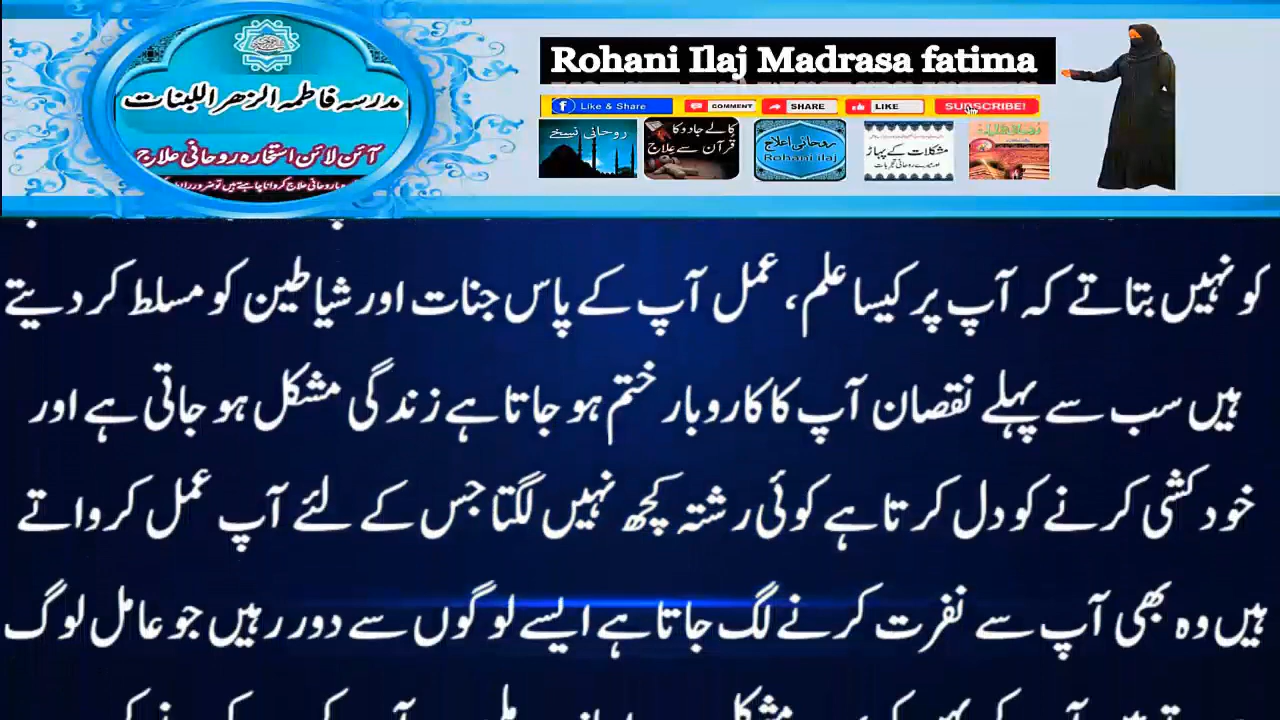 مدرسہ فاطمہ الزھرا للبنات
آئن لائن استخارہ روحانی علاج
Rohani Ilaj Madrasa fatima
Like & Share
COMMENT
SHARE
LIKE
SUBSCRIBE!
روحانی نسخے
کالے جادو کا
قرآن سے علاج
روحانی علاج
Rohani Ilaj
مشکلات کے پہاڑ
کو نہیں بتاتے کہ آپ پر کیسا علم، عمل آپ کے پاس جنات اور شیاطین کو مسلط کر دیتے
ہیں سب سے پہلے نقصان آپ کا کاروبار ختم ہو جاتا ہے زندگی مشکل ہو جاتی ہے اور
خود کشی کرنے کو دل کرتا ہے کوئی رشتہ کچھ نہیں لگتا جس کے لئے آپ عمل کرواتے
ہیں وہ بھی آپ سے نفرت کرنے لگ جاتا ہے ایسے لوگوں سے دور رہیں جو عامل لوگ